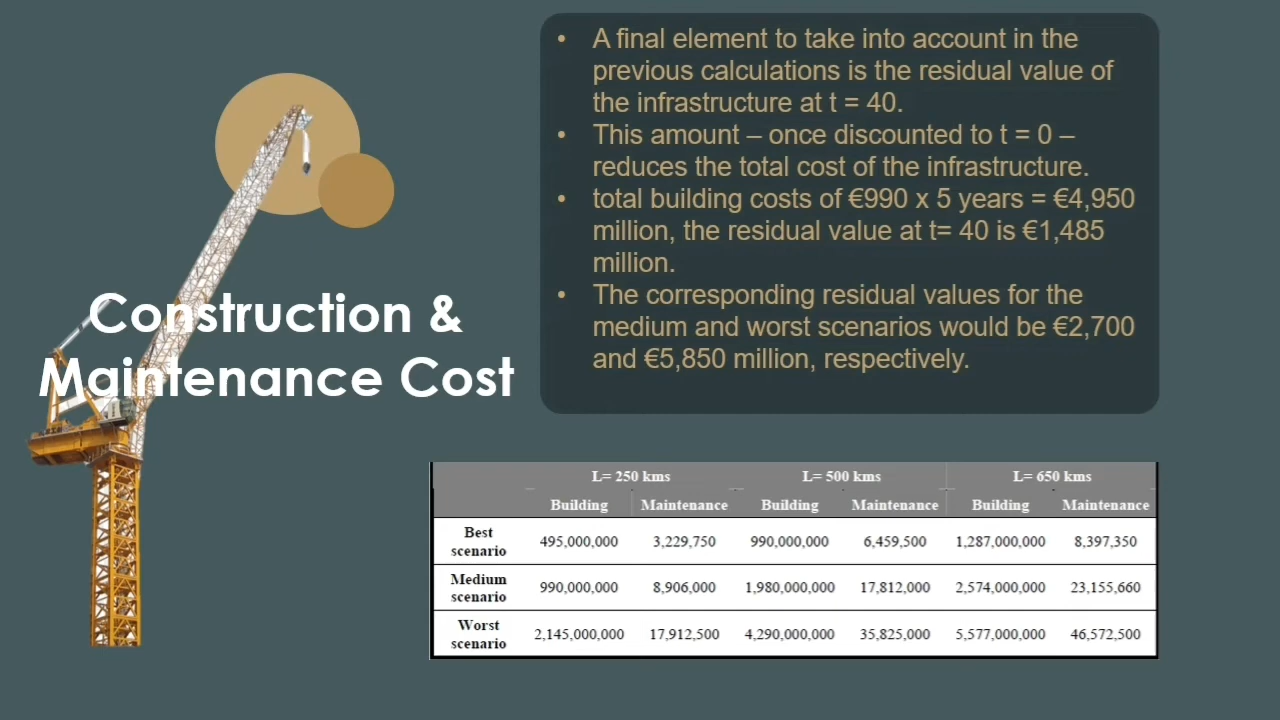 Construction &
Maintenance Cost
• A final element to take into account in the
previous calculations is the residual value of
the infrastructure at t = 40.
• This amount – once discounted to t = 0 –
reduces the total cost of the infrastructure.
• total building costs of €990 x 5 years = €4,950
million, the residual value at t= 40 is €1,485
million.
• The corresponding residual values for the
medium and worst scenarios would be €2,700
and €5,850 million, respectively.
L= 250 kms L= 500 kms L= 650 kms
Building Maintenance Building Maintenance Building Maintenance
Best scenario 495,000,000 3,229,750 990,000,000 6,459,500 1,287,000,000 8,397,350
Medium scenario 990,000,000 8,906,000 1,980,000,000 17,812,000 2,574,000,000 23,155,660
Worst scenario 2,145,000,000 17,912,500 4,290,000,000 35,825,000 5,577,000,000 46,572,500